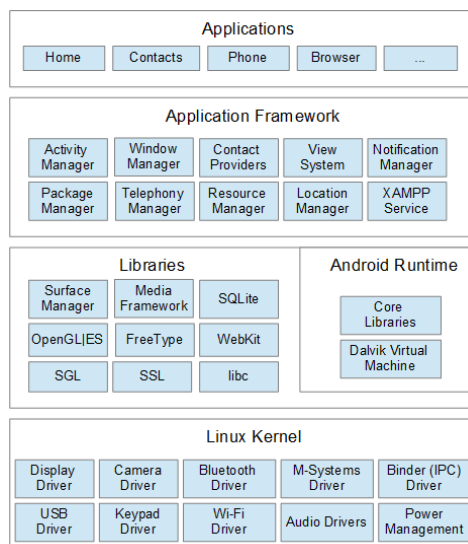 Applications
Home
Contacts
Phone
Browser
...
Application Framework
Activity
Manager
Window
Manager
Contact
Providers
View
System
Notification
Manager
Package
Manager
Telephony
Manager
Resource
Manager
Location
Manager
XAMPP
Service
Libraries
Surface
Manager
Media
Framework
SQLite
OpenGL|ES
FreeType
WebKit
SGL
SSL
libc
Android Runtime
Core
Libraries
Dalvik Virtual
Machine
Linux Kernel
Display
Driver
Camera
Driver
Bluetooth
Driver
M-Systems
Driver
Binder (IPC)
Driver
USB
Driver
Keypad
Driver
Wi-Fi
Driver
Audio Drivers
Power
Management